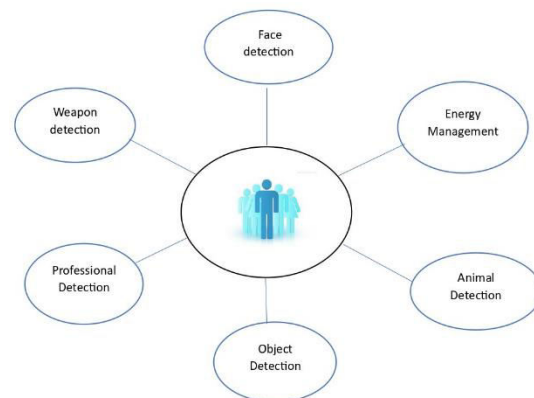 Face
detection
Weapon
detection
Energy
Management
Professional
Detection
Animal
Detection
Object
Detection